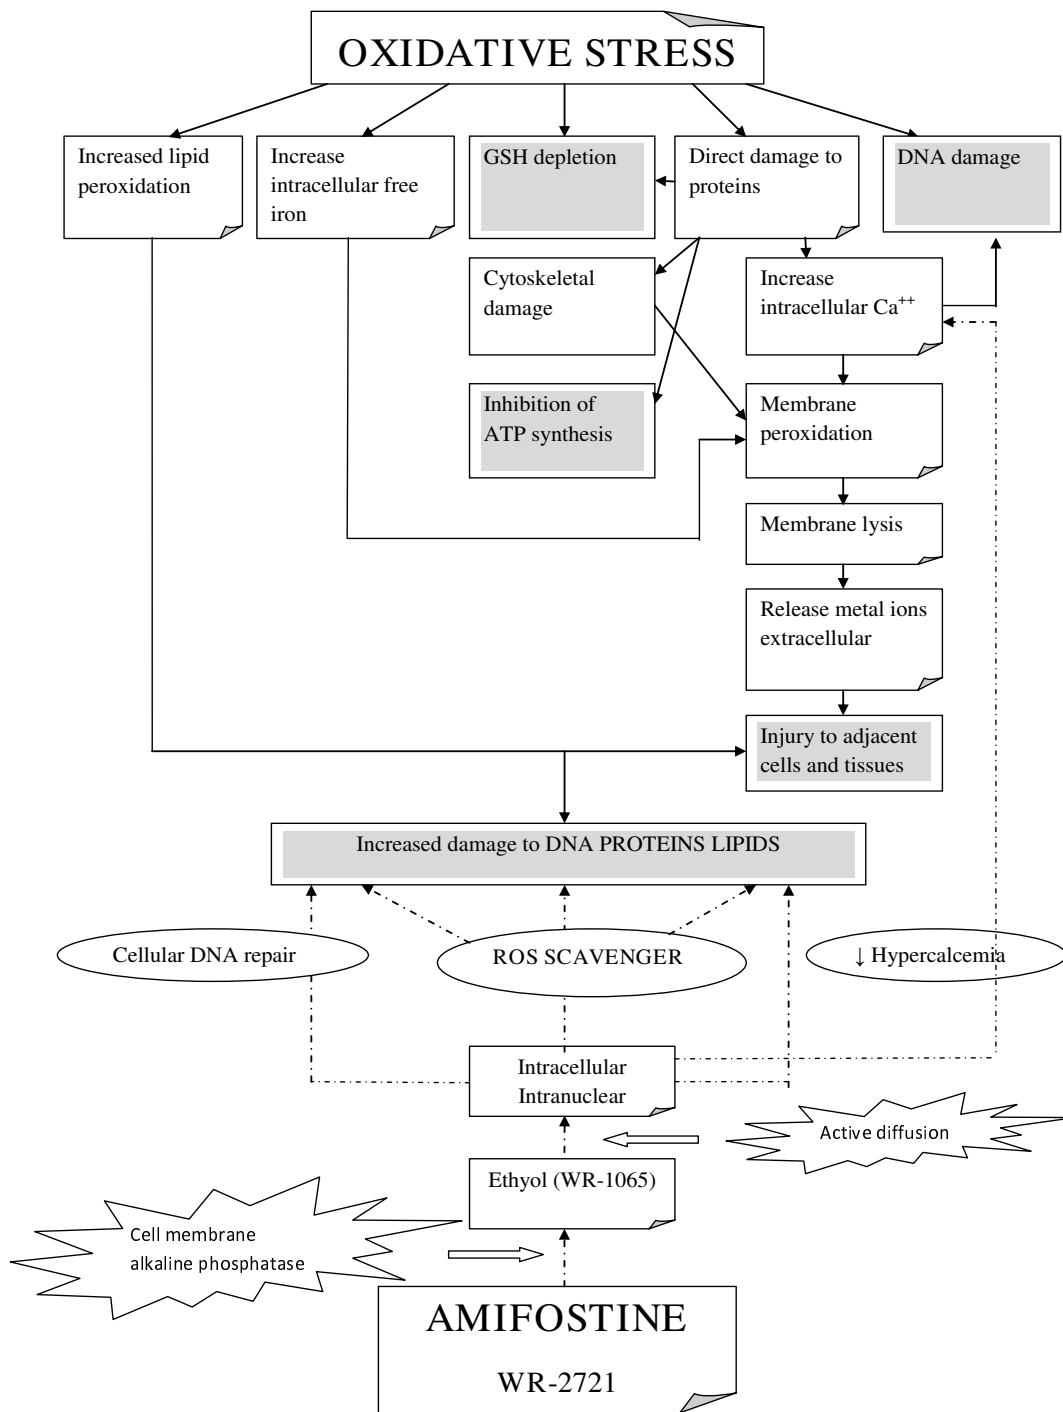 OXIDATIVE STRESS
Increased lipid
peroxidation
Increase
intracellular free
iron
GSH depletion
Direct damage to
proteins
DNA damage
Cytoskeletal
damage
Increase
intracellular Ca⁺⁺
Inhibition of
ATP synthesis
Membrane
peroxidation
Membrane lysis
Release metal ions
extracellular
Injury to adjacent
cells and tissues
Increased damage to DNA PROTEINS LIPIDS
Cellular DNA repair
ROS SCAVENGER
↓ Hypercalcemia
Intracellular
Intranuclear
Active diffusion
Ethyol (WR-1065)
Cell membrane
alkaline phosphatase
AMIFOSTINE
WR-2721